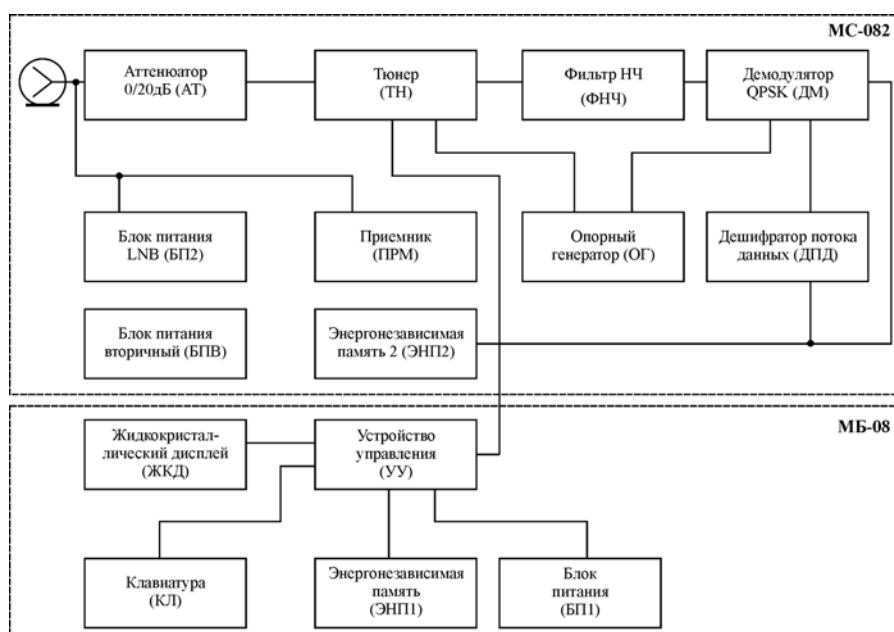 МС-082
Аттенюатор
0/20дБ (АТ)
Тюнер
(ТН)
Фильтр НЧ
(ФНЧ)
Демодулятор
QPSK (ДМ)
Блок питания
LNB (БП2)
Приемник
(ПРМ)
Опорный
генератор (ОГ)
Дешифратор потока
данных (ДПД)
Блок питания
вторичный (БПВ)
Энергонезависимая
память 2 (ЭНП2)
МБ-08
Жидкокристал-
лический дисплей
(ЖКД)
Устройство
управления
(УУ)
Клавиатура
(КЛ)
Энергонезависимая
память
(ЭНП1)
Блок
питания
(БП1)